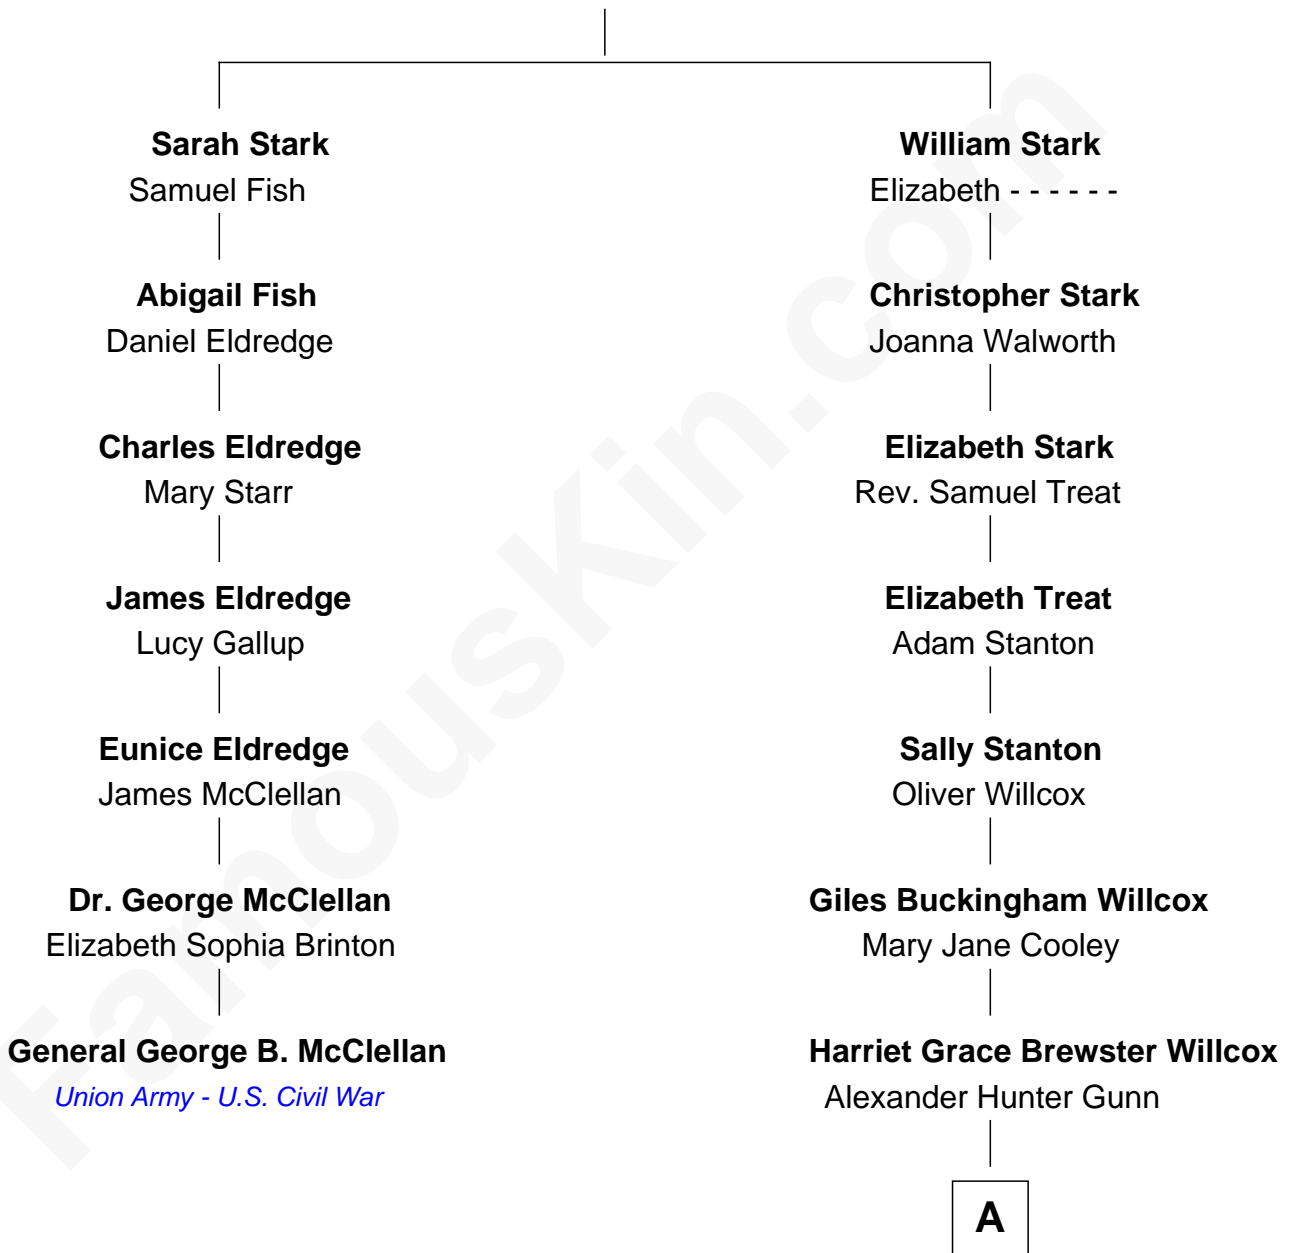 Sarah Stark
Samuel Fish
Abigail Fish
Daniel Eldredge
Charles Eldredge
Mary Starr
James Eldredge
Lucy Gallup
Eunice Eldredge
James McClellan
Dr. George McClellan
Elizabeth Sophia Brinton
General George B. McClellan
Union Army - U.S. Civil War
William Stark
Elizabeth - - - - - -
Christopher Stark
Joanna Walworth
Elizabeth Stark
Rev. Samuel Treat
Elizabeth Treat
Adam Stanton
Sally Stanton
Oliver Willcox
Giles Buckingham Willcox
Mary Jane Cooley
Harriet Grace Brewster Willcox
Alexander Hunter Gunn
A
FamousKin.com